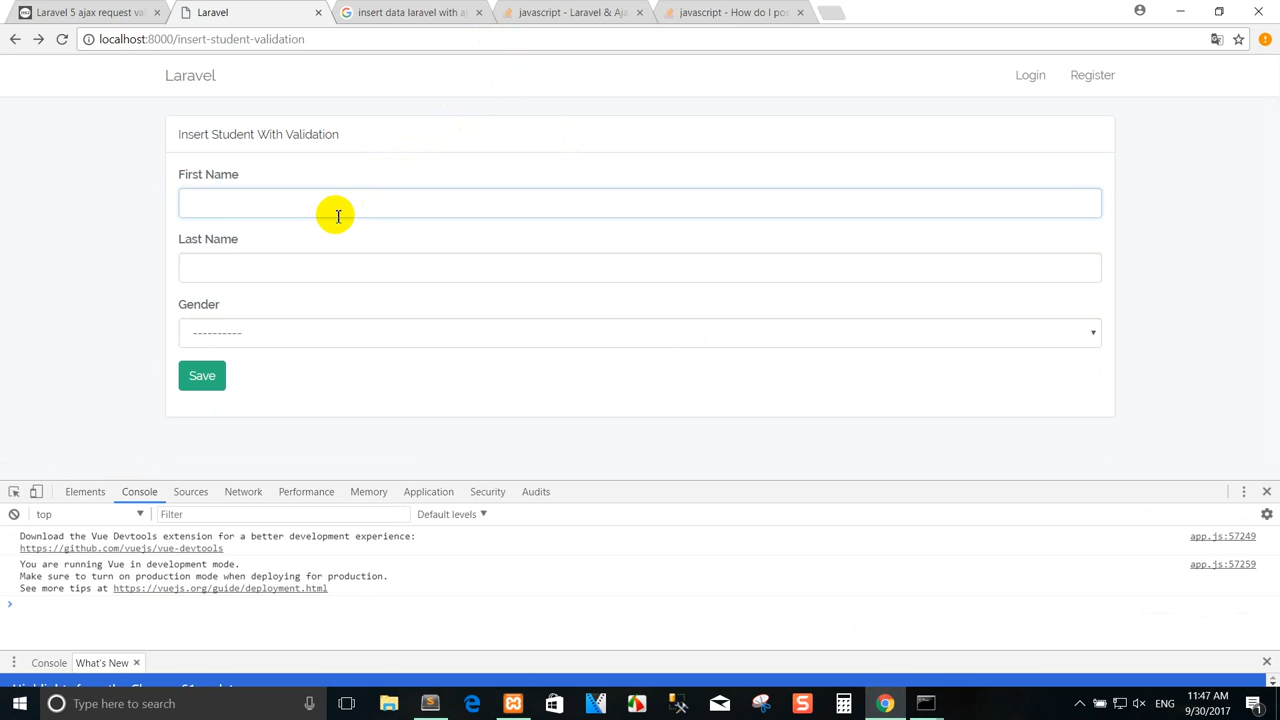 Laravel 5 ajax request va
Laravel
insert data laravel with aj
javascript - Laravel & Aja
javascript - How do I pos
localhost:8000/insert-student-validation
Laravel
Login
Register
Insert Student With Validation
First Name
Last Name
Gender
----------
Save
Elements
Console
Sources
Network
Performance
Memory
Application
Security
Audits
top
Filter
Default levels
Download the Vue Devtools extension for a better development experience:
app.js:57249
https://github.com/vuejs/vue-devtools
You are running Vue in development mode.
app.js:57259
Make sure to turn on production mode when deploying for production.
See more tips at https://vuejs.org/guide/deployment.html
Console
What's New
Type here to search
ENG
11:47 AM
9/30/2017